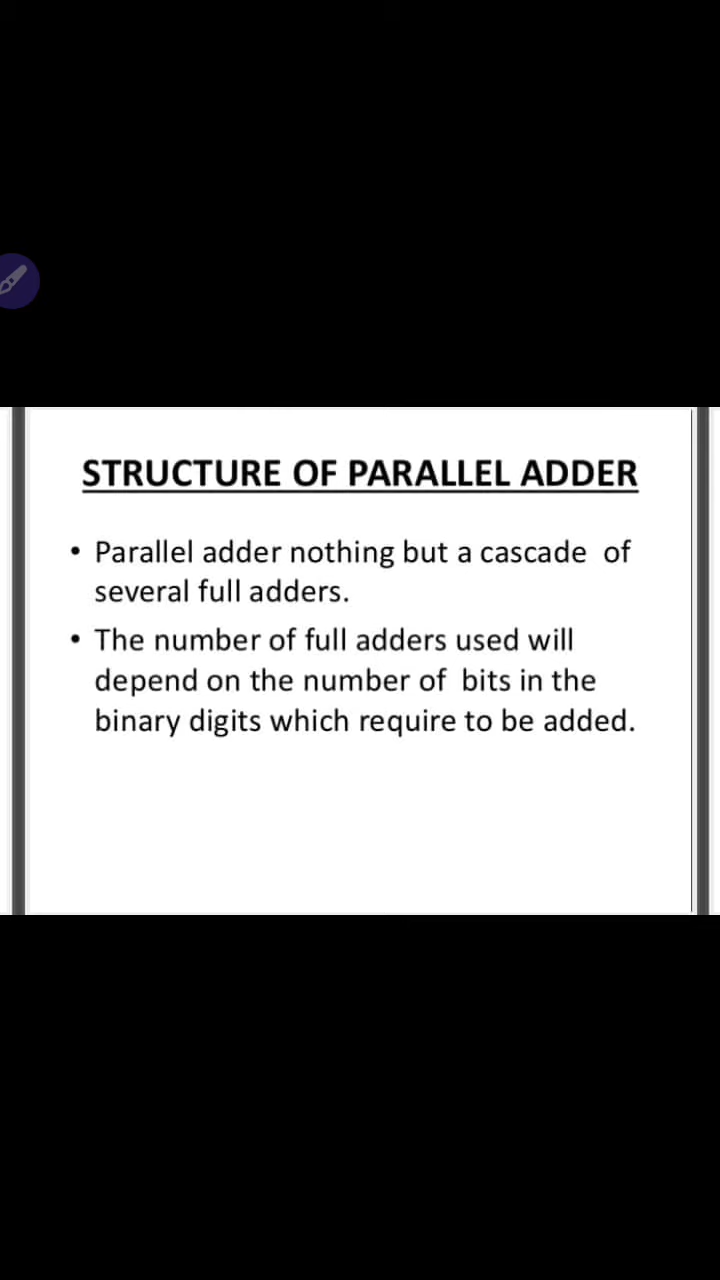 STRUCTURE OF PARALLEL ADDER
• Parallel adder nothing but a cascade of
several full adders.
• The number of full adders used will
depend on the number of bits in the
binary digits which require to be added.